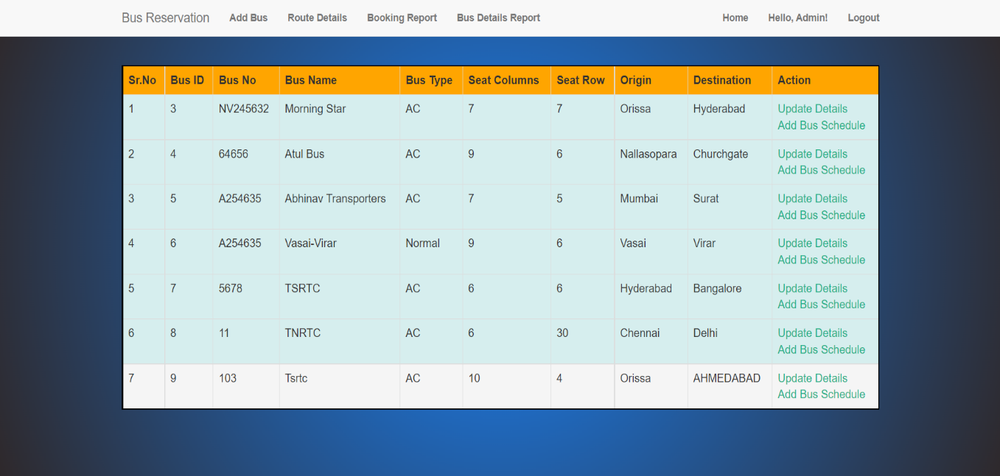 Bus Reservation Add Bus Route Details Booking Report Bus Details Report Home Hello, Admin! Logout
Sr.No Bus ID Bus No Bus Name Bus Type Seat Columns Seat Row Origin Destination Action
1 3 NV245632 Morning Star AC 7 7 Orissa Hyderabad Update Details
Add Bus Schedule
2 4 64656 Atul Bus AC 9 6 Nallasopara Churchgate Update Details
Add Bus Schedule
3 5 A254635 Abhinav Transporters AC 7 5 Mumbai Surat Update Details
Add Bus Schedule
4 6 A254635 Vasai-Virar Normal 9 6 Vasai Virar Update Details
Add Bus Schedule
5 7 5678 TSRTC AC 6 6 Hyderabad Bangalore Update Details
Add Bus Schedule
6 8 11 TNRTC AC 6 30 Chennai Delhi Update Details
Add Bus Schedule
7 9 103 Tsrtc AC 10 4 Orissa AHMEDABAD Update Details
Add Bus Schedule